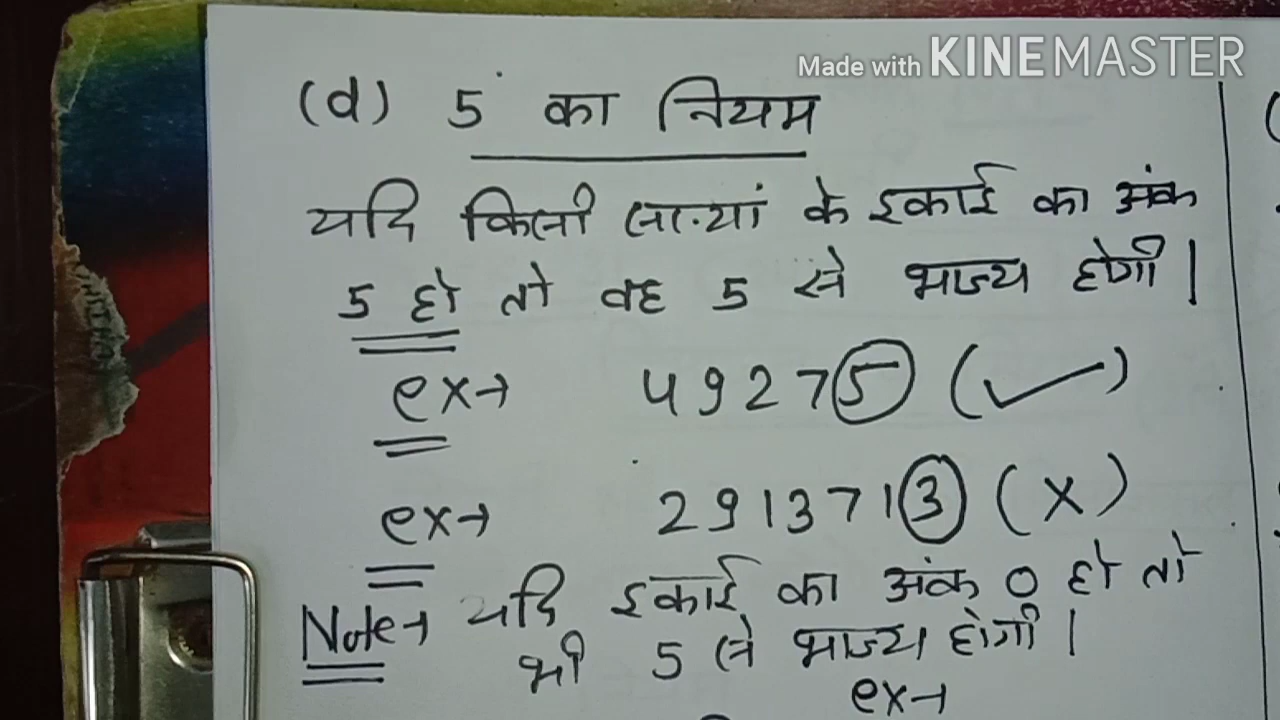 Made with KINEMASTER
(d) 5 का नियम
यदि किसी संख्यां के इकाई का अंक
5 हो तो वह 5 से भाज्य होगी।
ex→ 49275 (✓)
ex→ 2913713 (×)
Note→ यदि इकाई का अंक 0 हो तो
भी 5 से भाज्य होगी।
ex→